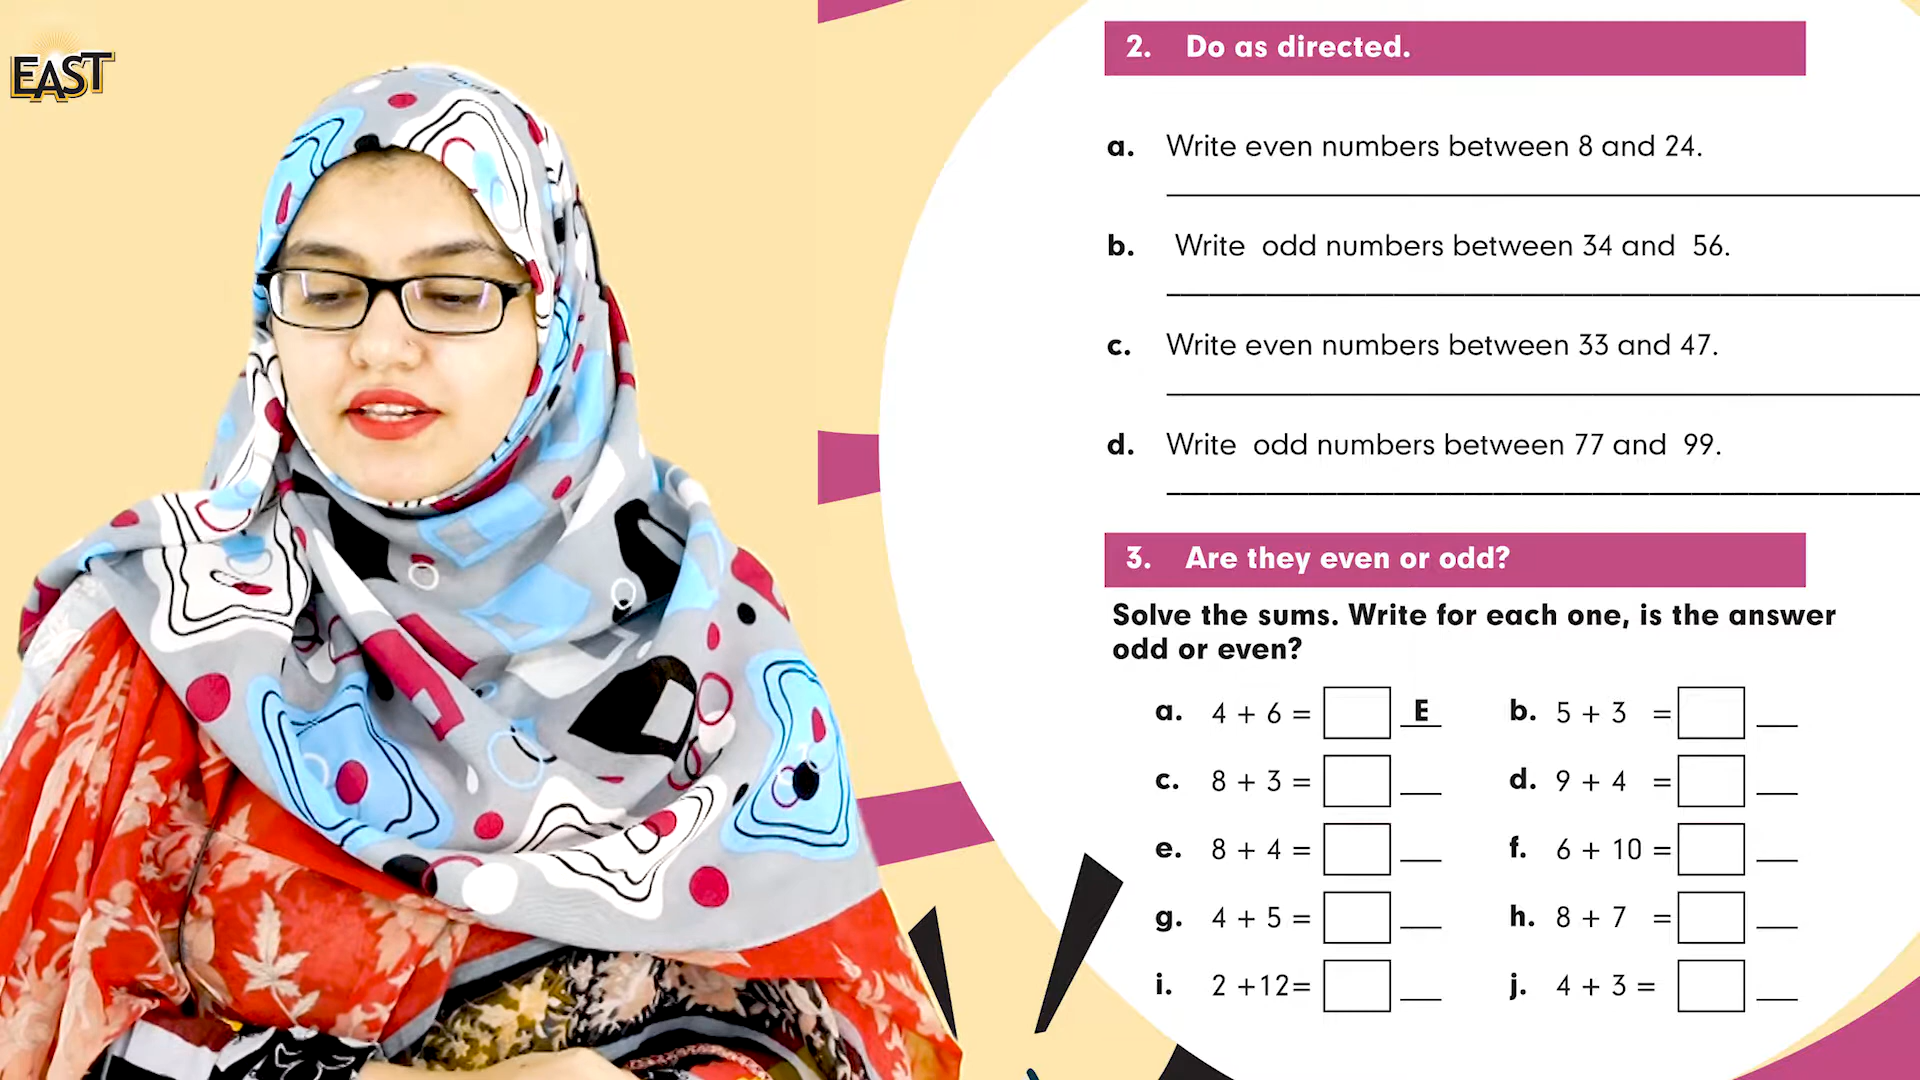 EAST
2. Do as directed.
a. Write even numbers between 8 and 24.
b. Write odd numbers between 34 and 56.
c. Write even numbers between 33 and 47.
d. Write odd numbers between 77 and 99.
3. Are they even or odd?
Solve the sums. Write for each one, is the answer
odd or even?
a. 4 + 6 = E b. 5 + 3 =
c. 8 + 3 = d. 9 + 4 =
e. 8 + 4 = f. 6 + 10 =
g. 4 + 5 = h. 8 + 7 =
i. 2 +12= j. 4 + 3 =